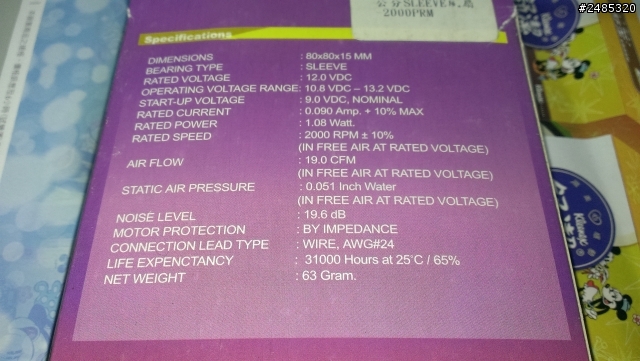 #2485320
公分SLEEVE
2000PRM
Specifications
DIMENSIONS : 80x80x15 MM
BEARING TYPE : SLEEVE
RATED VOLTAGE : 12.0 VDC
OPERATING VOLTAGE RANGE: 10.8 VDC – 13.2 VDC
START-UP VOLTAGE : 9.0 VDC, NOMINAL
RATED CURRENT : 0.090 Amp. + 10% MAX
RATED POWER : 1.08 Watt.
RATED SPEED : 2000 RPM ± 10%
(IN FREE AIR AT RATED VOLTAGE)
AIR FLOW : 19.0 CFM
(IN FREE AIR AT RATED VOLTAGE)
STATIC AIR PRESSURE : 0.051 Inch Water
(IN FREE AIR AT RATED VOLTAGE)
NOISE LEVEL : 19.6 dB
MOTOR PROTECTION : BY IMPEDANCE
CONNECTION LEAD TYPE : WIRE, AWG#24
LIFE EXPENCTANCY : 31000 Hours at 25°C / 65%
NET WEIGHT : 63 Gram.
Kleenex